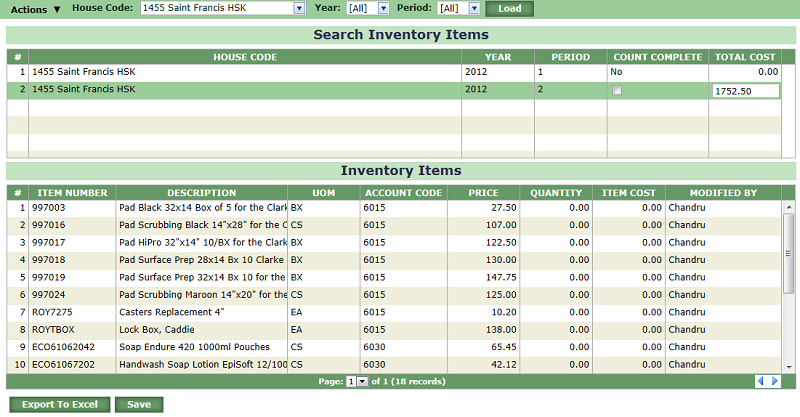 Actions ▼ House Code: 1455 Saint Francis HSK Year: [All] Period: [All] Load
Search Inventory Items
# HOUSE CODE YEAR PERIOD COUNT COMPLETE TOTAL COST
1 1455 Saint Francis HSK 2012 1 No 0.00
2 1455 Saint Francis HSK 2012 2 1752.50
Inventory Items
# ITEM NUMBER DESCRIPTION UOM ACCOUNT CODE PRICE QUANTITY ITEM COST MODIFIED BY
1 997003 Pad Black 32x14 Box of 5 for the Clark BX 6015 27.50 0.00 0.00 Chandru
2 997016 Pad Scrubbing Black 14"x28" for the C CS 6015 107.00 0.00 0.00 Chandru
3 997017 Pad HiPro 32"x14" 10/BX for the Clark BX 6015 122.50 0.00 0.00 Chandru
4 997018 Pad Surface Prep 28x14 Bx 10 Clarke BX 6015 130.00 0.00 0.00 Chandru
5 997019 Pad Surface Prep 32x14 Bx 10 for the BX 6015 147.75 0.00 0.00 Chandru
6 997024 Pad Scrubbing Maroon 14"x20" for the CS 6015 125.00 0.00 0.00 Chandru
7 ROY7275 Casters Replacement 4" EA 6015 10.20 0.00 0.00 Chandru
8 ROYTBOX Lock Box, Caddie EA 6015 138.00 0.00 0.00 Chandru
9 ECO61062042 Soap Endure 420 1000ml Pouches CS 6030 65.45 0.00 0.00 Chandru
10 ECO61067202 Handwash Soap Lotion EpiSoft 12/100 CS 6030 42.12 0.00 0.00 Chandru
Page: 1 of 1 (18 records)
Export To Excel Save